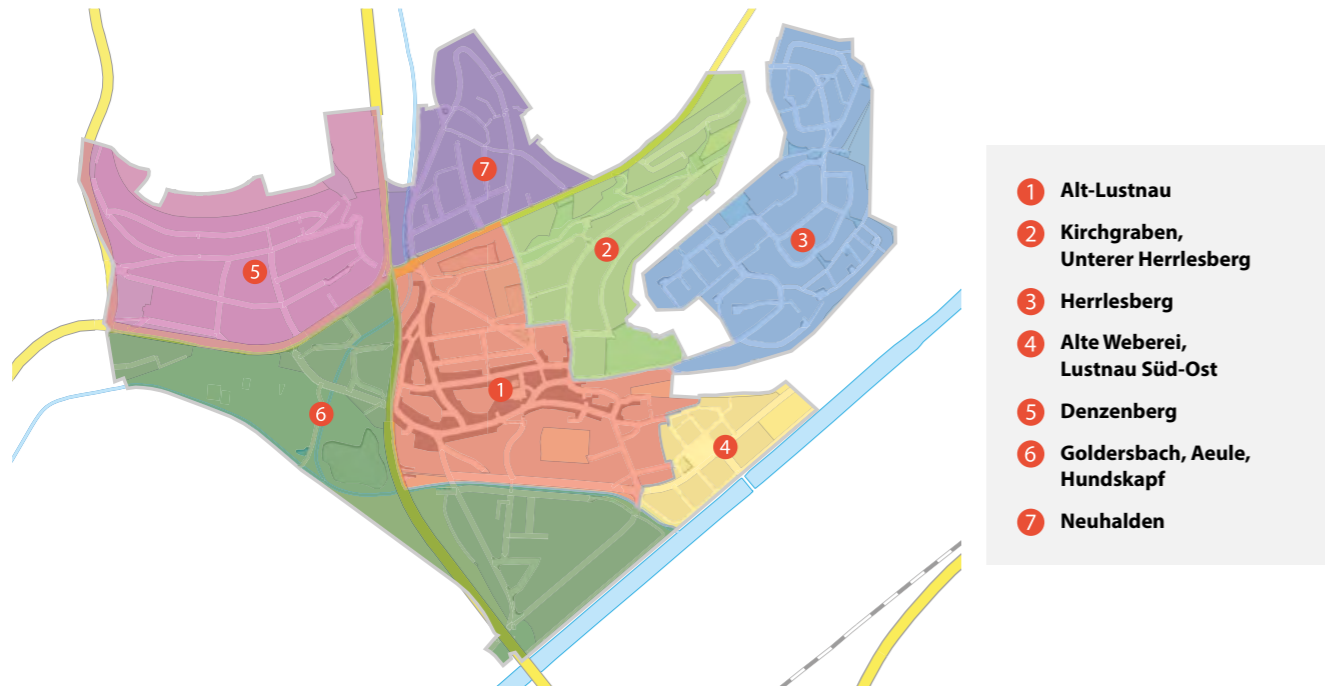 7
2
3
5
1
6
4
1 Alt-Lustnau
2 Kirchgraben,
Unterer Herrlesberg
3 Herrlesberg
4 Alte Weberei,
Lustnau Süd-Ost
5 Denzenberg
6 Goldersbach, Aeule,
Hundskapf
7 Neuhalden